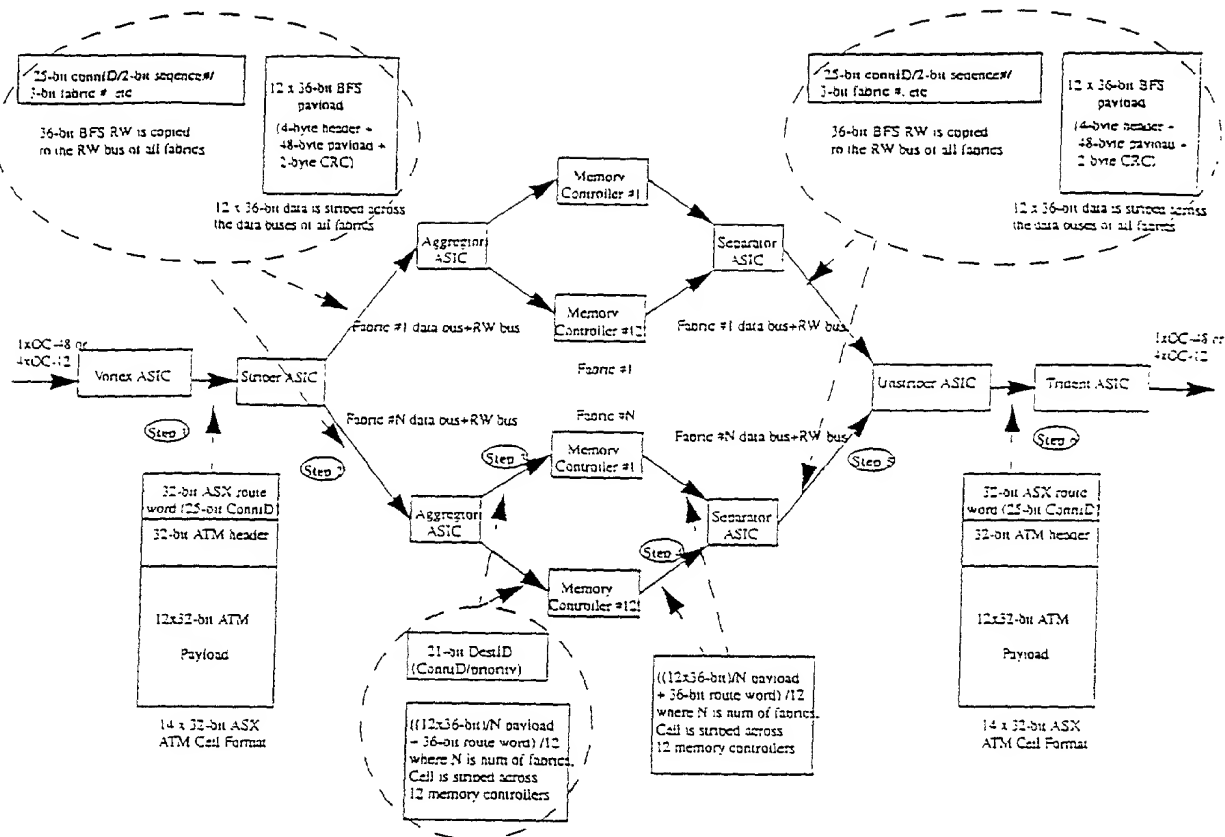 25-bit connID/2-bit seqence#/
3-bit fabric #, etc
36-bit BFS RW is copied
to the RW bus of all fabrics
12 x 36-bit BFS
payload
(4-byte header +
48-byte payload +
2-byte CRC)
12 x 36-bit data is striped across
the data buses of all fabrics
25-bit connID/2-bit sequence#/
3-bit fabric #, etc
36-bit BFS RW is copied
to the RW bus of all fabrics
12 x 36-bit BFS
payload
(4-byte header +
48-byte payload +
2 byte CRC)
12 x 36-bit data is striped across
the data buses of all fabrics
Memory
Controller #1
Aggregtor
ASIC
Separator
ASIC
Memory
Controller #12
Fabric #1 data bus+RW bus
Fabric #1 data bus+RW bus
Fabric #1
1xOC-48 or
4xOC-12
Vortex ASIC
Striper ASIC
Unstriper ASIC
Trident ASIC
1xOC-48 or
4xOC-12
Fabric #N data bus+RW bus
Fabric #N
Fabric #N data bus+RW bus
Step 1
Step 2
Step 3
Memory
Controller #1
Step 5
Step 6
Aggregtor
ASIC
Separator
ASIC
Step 4
Memory
Controller #12
32-bit ASX route
word (25-bit ConnID)
32-bit ATM header
12x32-bit ATM
Payload
14 x 32-bit ASX
ATM Cell Format
21-bit DestID
(ConnID/priority)
((12x36-bit)/N payload
+ 36-bit route word) /12
where N is num of fabrics.
Cell is striped across
12 memory controllers
((12x36-bit)/N payload
+ 36-bit route word) /12
where N is num of fabrics.
Cell is striped across
12 memory controllers
32-bit ASX route
word (25-bit ConnID)
32-bit ATM header
12x32-bit ATM
Payload
14 x 32-bit ASX
ATM Cell Format